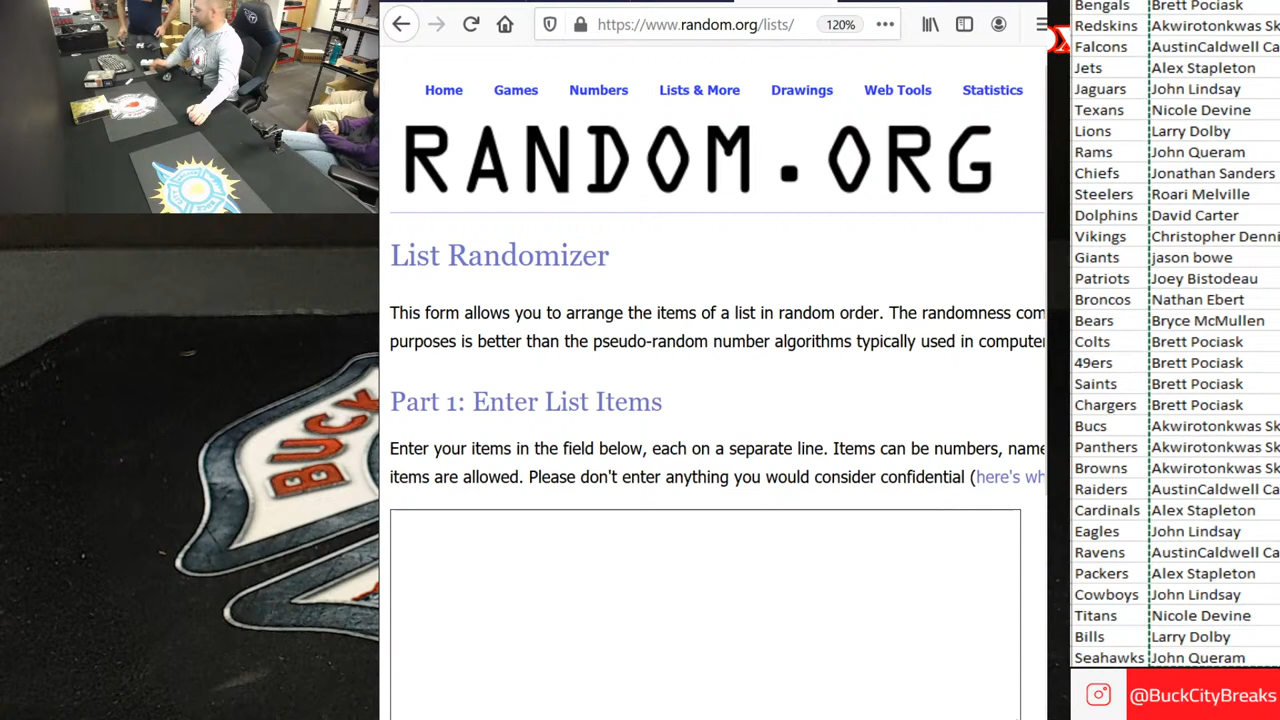 https://www.random.org/lists/
120%
Home Games Numbers Lists & More Drawings Web Tools Statistics
RANDOM.ORG
List Randomizer
This form allows you to arrange the items of a list in random order. The randomness com
purposes is better than the pseudo-random number algorithms typically used in computer
Part 1: Enter List Items
Enter your items in the field below, each on a separate line. Items can be numbers, name
items are allowed. Please don't enter anything you would consider confidential (here's wh
BUCK
Bengals Brett Pociask
Redskins Akwirotonkwas Sk
Falcons AustinCaldwell Ca
Jets Alex Stapleton
Jaguars John Lindsay
Texans Nicole Devine
Lions Larry Dolby
Rams John Queram
Chiefs Jonathan Sanders
Steelers Roari Melville
Dolphins David Carter
Vikings Christopher Denni
Giants jason bowe
Patriots Joey Bistodeau
Broncos Nathan Ebert
Bears Bryce McMullen
Colts Brett Pociask
49ers Brett Pociask
Saints Brett Pociask
Chargers Brett Pociask
Bucs Akwirotonkwas Sk
Panthers Akwirotonkwas Sk
Browns Akwirotonkwas Sk
Raiders AustinCaldwell Ca
Cardinals Alex Stapleton
Eagles John Lindsay
Ravens AustinCaldwell Ca
Packers Alex Stapleton
Cowboys John Lindsay
Titans Nicole Devine
Bills Larry Dolby
Seahawks John Queram
@BuckCityBreaks